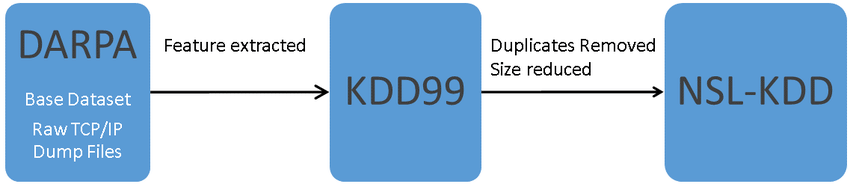 DARPA
Base Dataset
Raw TCP/IP
Dump Files
Feature extracted
KDD99
Duplicates Removed
Size reduced
NSL-KDD